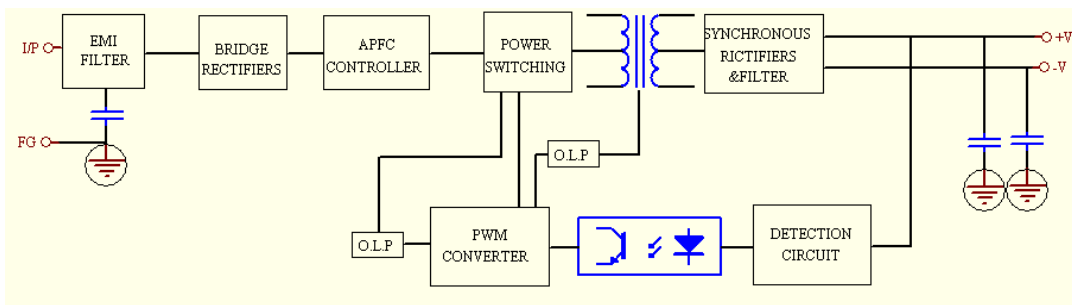 I/P
EMI
FILTER
BRIDGE
RECTIFIERS
APFC
CONTROLLER
POWER
SWITCHING
SYNCHRONOUS
RICTIFIERS
&FILTER
+V
-V
FG
O.L.P
O.L.P
PWM
CONVERTER
DETECTION
CIRCUIT